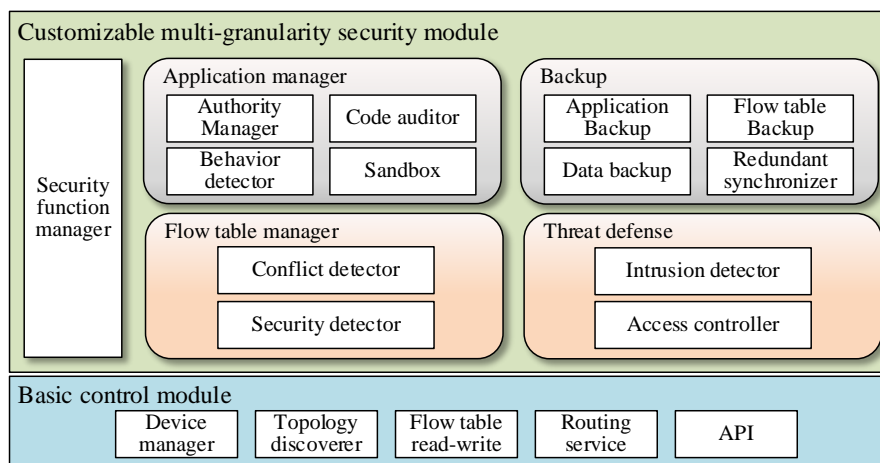 Customizable multi-granularity security module
Security
function
manager
Application manager
Authority
Manager
Code auditor
Behavior
detector
Sandbox
Backup
Application
Backup
Flow table
Backup
Data backup
Redundant
synchronizer
Flow table manager
Conflict detector
Security detector
Threat defense
Intrusion detector
Access controller
Basic control module
Device
manager
Topology
discoverer
Flow table
read-write
Routing
service
API